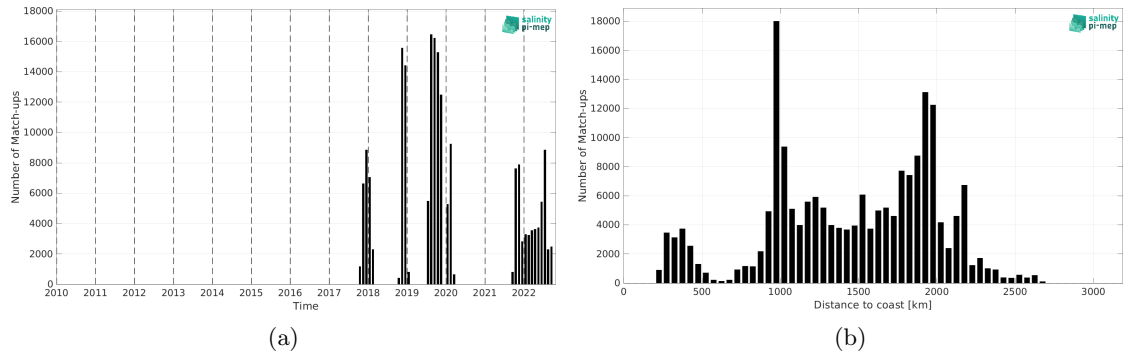 18000
16000
14000
12000
10000
8000
6000
4000
2000
0
Number of Match-ups
2010 2011 2012 2013 2014 2015 2016 2017 2018 2019 2020 2021 2022
Time
salinity
pi-mep
(a)
18000
16000
14000
12000
10000
8000
6000
4000
2000
0
Number of Match-ups
0 500 1000 1500 2000 2500 3000
Distance to coast [km]
salinity
pi-mep
(b)